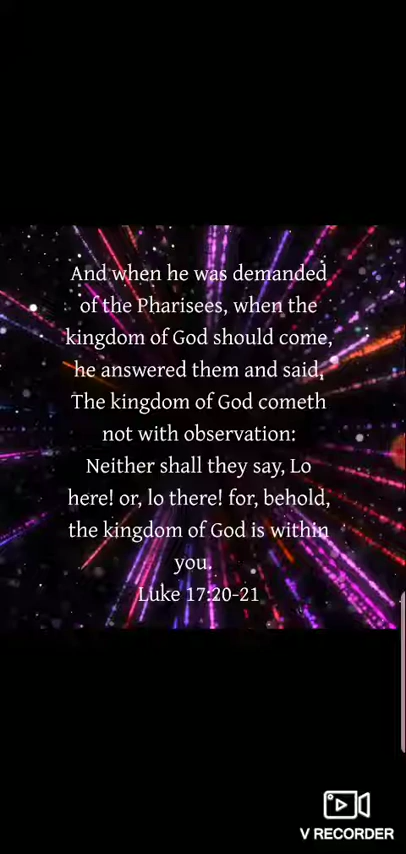 And when he was demanded
of the Pharisees, when the
kingdom of God should come,
he answered them and said,
The kingdom of God cometh
not with observation:
Neither shall they say, Lo
here! or, lo there! for, behold,
the kingdom of God is within
you.
Luke 17:20-21
V RECORDER